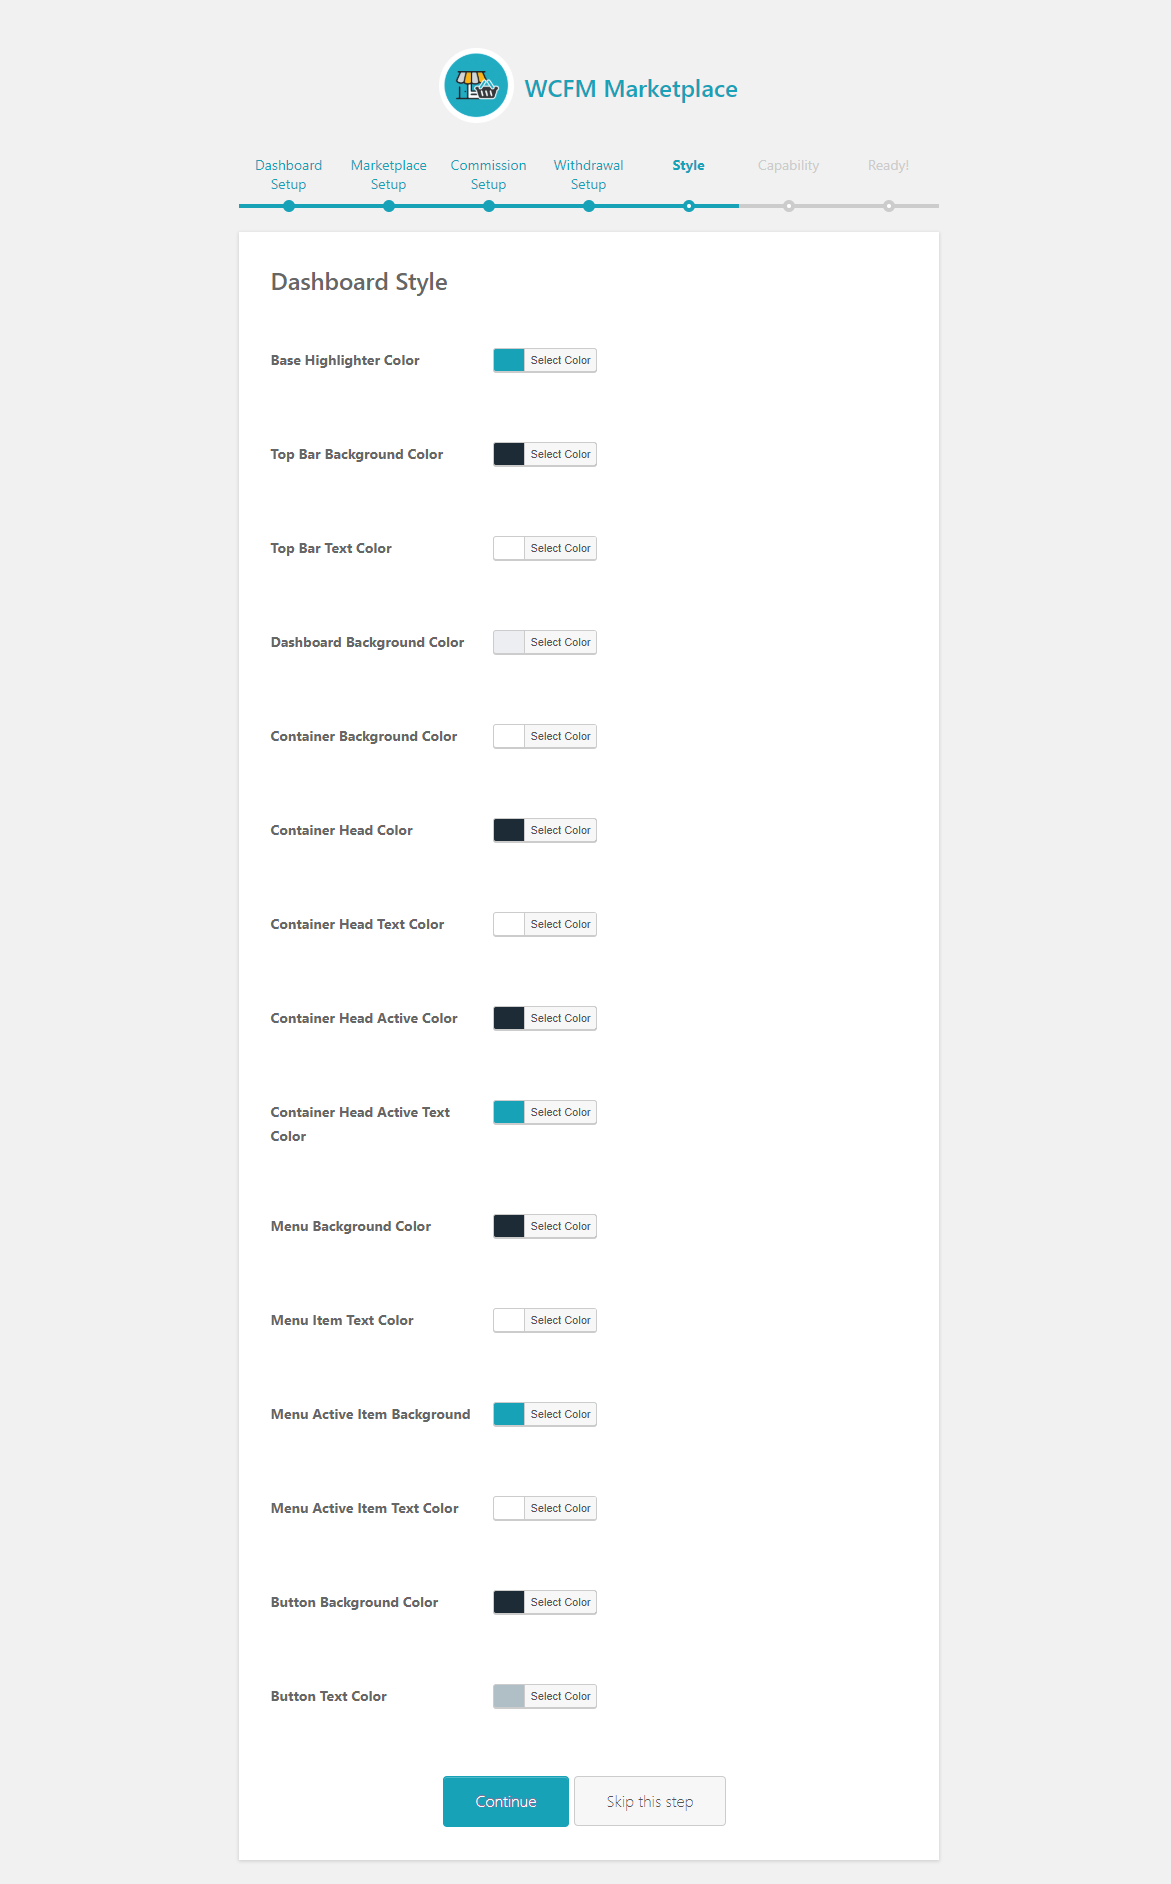 WCFM Marketplace
Dashboard Setup
Marketplace Setup
Commission Setup
Withdrawal Setup
Style
Capability
Ready!
Dashboard Style
Base Highlighter Color
Select Color
Top Bar Background Color
Select Color
Top Bar Text Color
Select Color
Dashboard Background Color
Select Color
Container Background Color
Select Color
Container Head Color
Select Color
Container Head Text Color
Select Color
Container Head Active Color
Select Color
Container Head Active Text
Color
Select Color
Menu Background Color
Select Color
Menu Item Text Color
Select Color
Menu Active Item Background
Select Color
Menu Active Item Text Color
Select Color
Button Background Color
Select Color
Button Text Color
Select Color
Continue
Skip this step